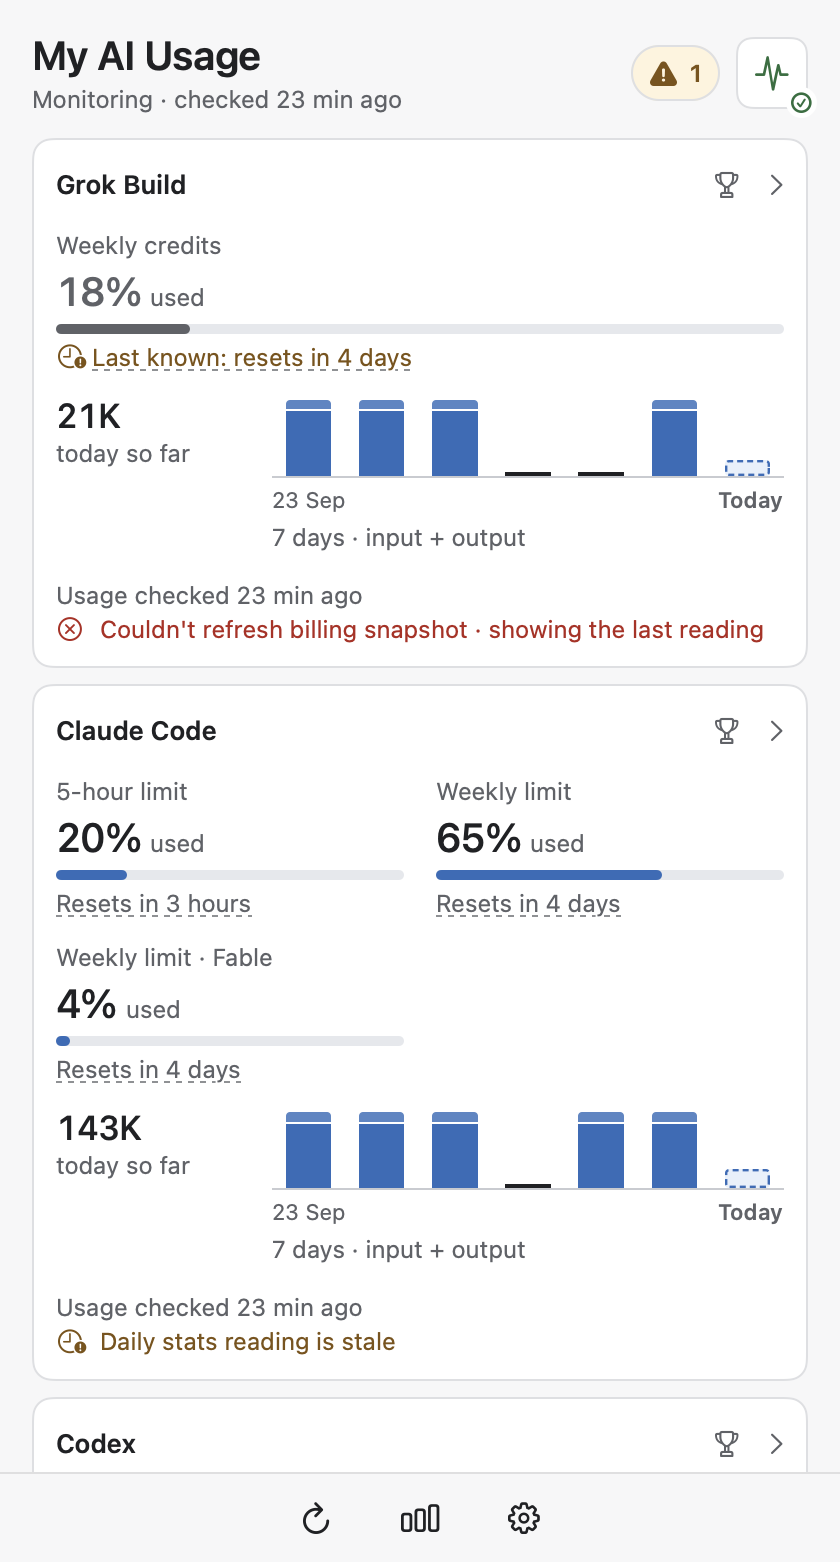 My AI Usage
1
Monitoring · checked 23 min ago
Grok Build
Weekly credits
18% used
Last known: resets in 4 days
21K
today so far
23 Sep
Today
7 days · input + output
Usage checked 23 min ago
Couldn't refresh billing snapshot · showing the last reading
Claude Code
5-hour limit
20% used
Resets in 3 hours
Weekly limit
65% used
Resets in 4 days
Weekly limit · Fable
4% used
Resets in 4 days
143K
today so far
23 Sep
Today
7 days · input + output
Usage checked 23 min ago
Daily stats reading is stale
Codex